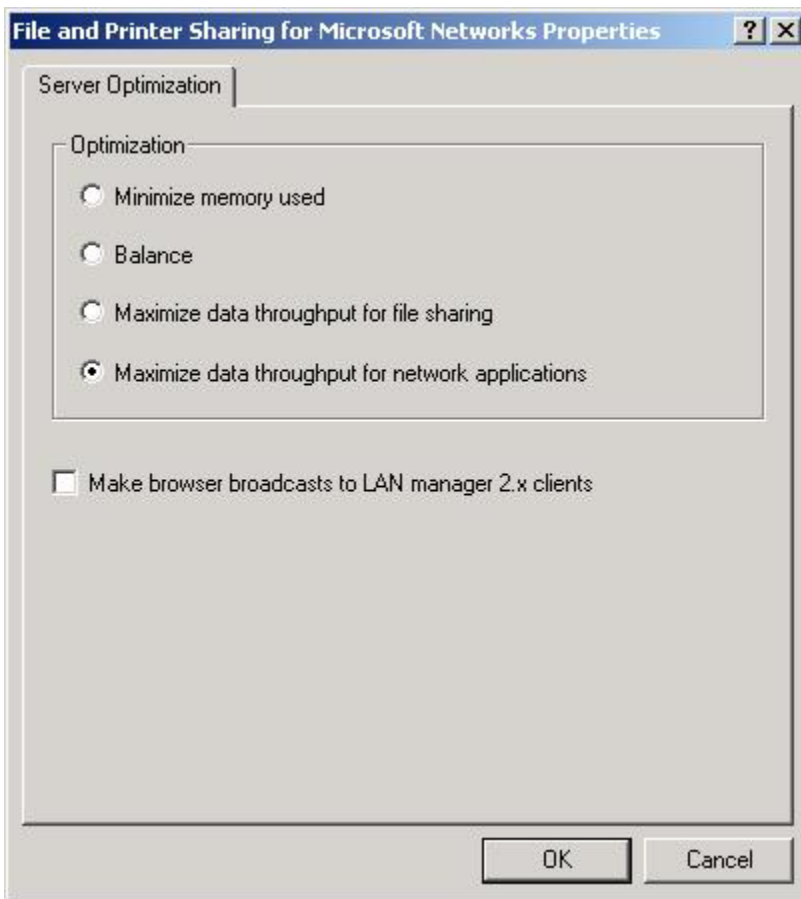 File and Printer Sharing for Microsoft Networks Properties
Server Optimization
Optimization
Minimize memory used
Balance
Maximize data throughput for file sharing
Maximize data throughput for network applications
Make browser broadcasts to LAN manager 2.x clients
OK Cancel